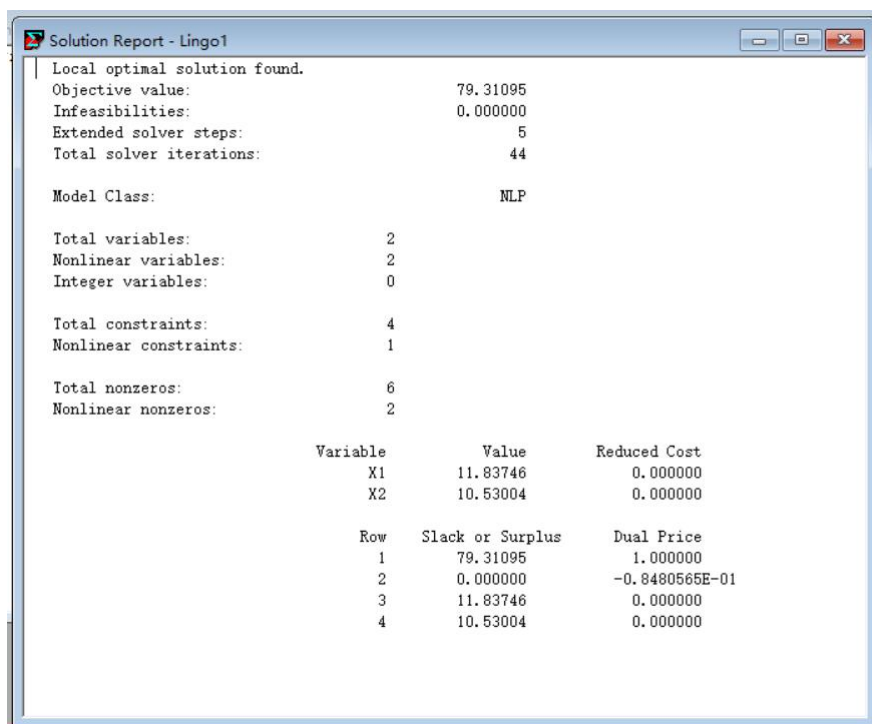 Solution Report - Lingo1
Local optimal solution found.
Objective value: 79.31095
Infeasibilities: 0.000000
Extended solver steps: 5
Total solver iterations: 44
Model Class: NLP
Total variables: 2
Nonlinear variables: 2
Integer variables: 0
Total constraints: 4
Nonlinear constraints: 1
Total nonzeros: 6
Nonlinear nonzeros: 2
Variable Value Reduced Cost
X1 11.83746 0.000000
X2 10.53004 0.000000
Row Slack or Surplus Dual Price
1 79.31095 1.000000
2 0.000000 -0.8480565E-01
3 11.83746 0.000000
4 10.53004 0.000000